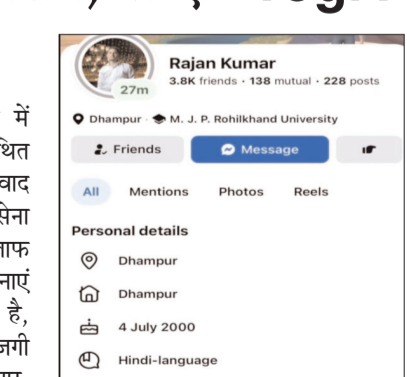 Rajan Kumar
3.8K friends · 138 mutual · 228 posts
27m
Dhampur · M. J. P. Rohilkhand University
Friends
Message
All Mentions Photos Reels
Personal details
Dhampur
Dhampur
4 July 2000
Hindi-language
में
थित
वाद
सेना
नाएं
है,
जगी